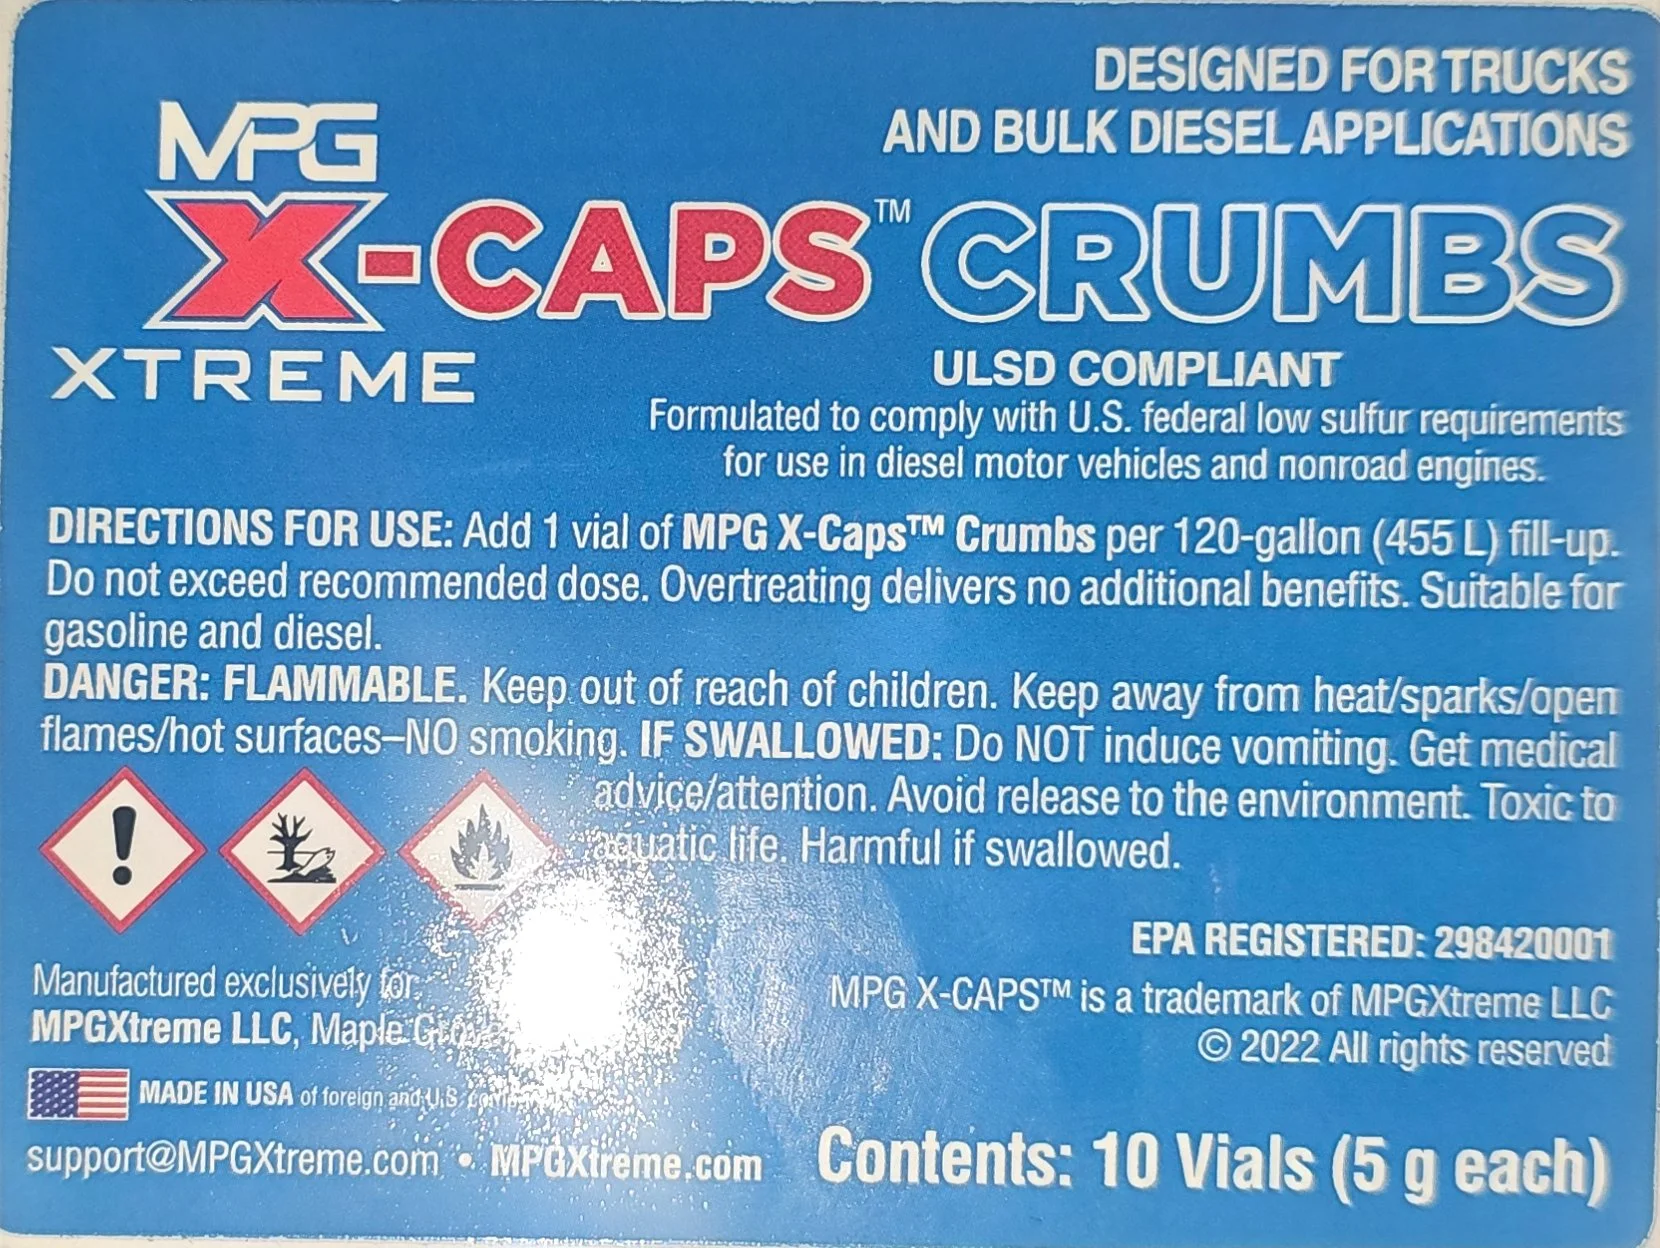 DESIGNED FOR TRUCKS
AND BULK DIESEL APPLICATIONS
MPG
X-CAPS™ CRUMBS
XTREME
ULSD COMPLIANT
Formulated to comply with U.S. federal low sulfur requirements
for use in diesel motor vehicles and nonroad engines.
DIRECTIONS FOR USE: Add 1 vial of MPG X-Caps™ Crumbs per 120-gallon (455 L) fill-up.
Do not exceed recommended dose. Overtreating delivers no additional benefits. Suitable for
gasoline and diesel.
DANGER: FLAMMABLE. Keep out of reach of children. Keep away from heat/sparks/open
flames/hot surfaces–NO smoking. IF SWALLOWED: Do NOT induce vomiting. Get medical
advice/attention. Avoid release to the environment. Toxic to
aquatic life. Harmful if swallowed.
EPA REGISTERED: 298420001
Manufactured exclusively for
MPGXtreme LLC, Maple
MPG X-CAPS™ is a trademark of MPGXtreme LLC
© 2022 All rights reserved
MADE IN USA of foreign and U.S.
support@MPGXtreme.com • MPGXtreme.com
Contents: 10 Vials (5 g each)